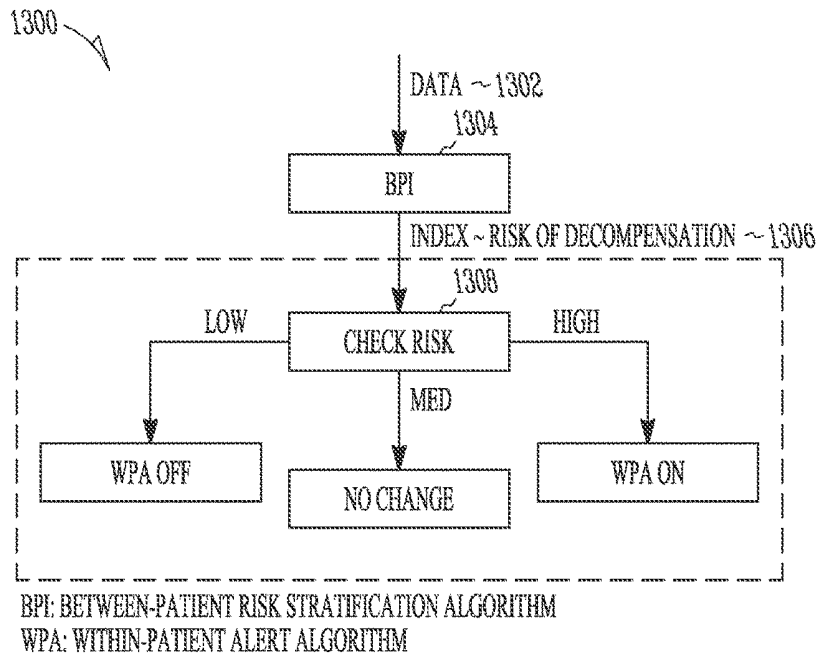 1300
DATA ~1302
1304
BPI
INDEX ~ RISK OF DECOMPENSATION ~1306
1308
LOW
CHECK RISK
HIGH
MED
WPA OFF
NO CHANGE
WPA ON
BPI: BETWEEN-PATIENT RISK STRATIFICATION ALGORITHM
WPA: WITHIN-PATIENT ALERT ALGORITHM